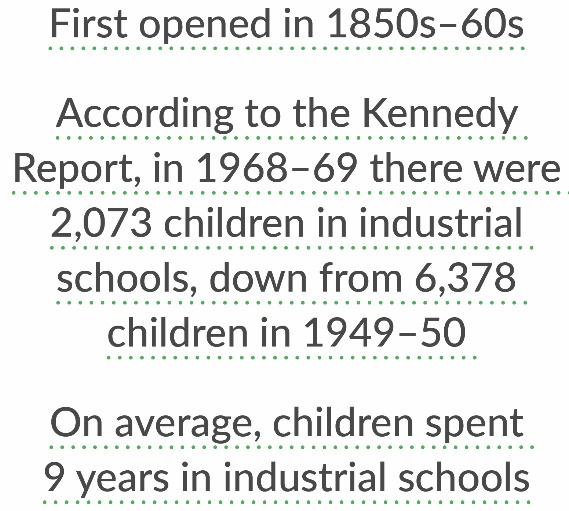 First opened in 1850s–60s
According to the Kennedy
Report, in 1968–69 there were
2,073 children in industrial
schools, down from 6,378
children in 1949–50
On average, children spent
9 years in industrial schools